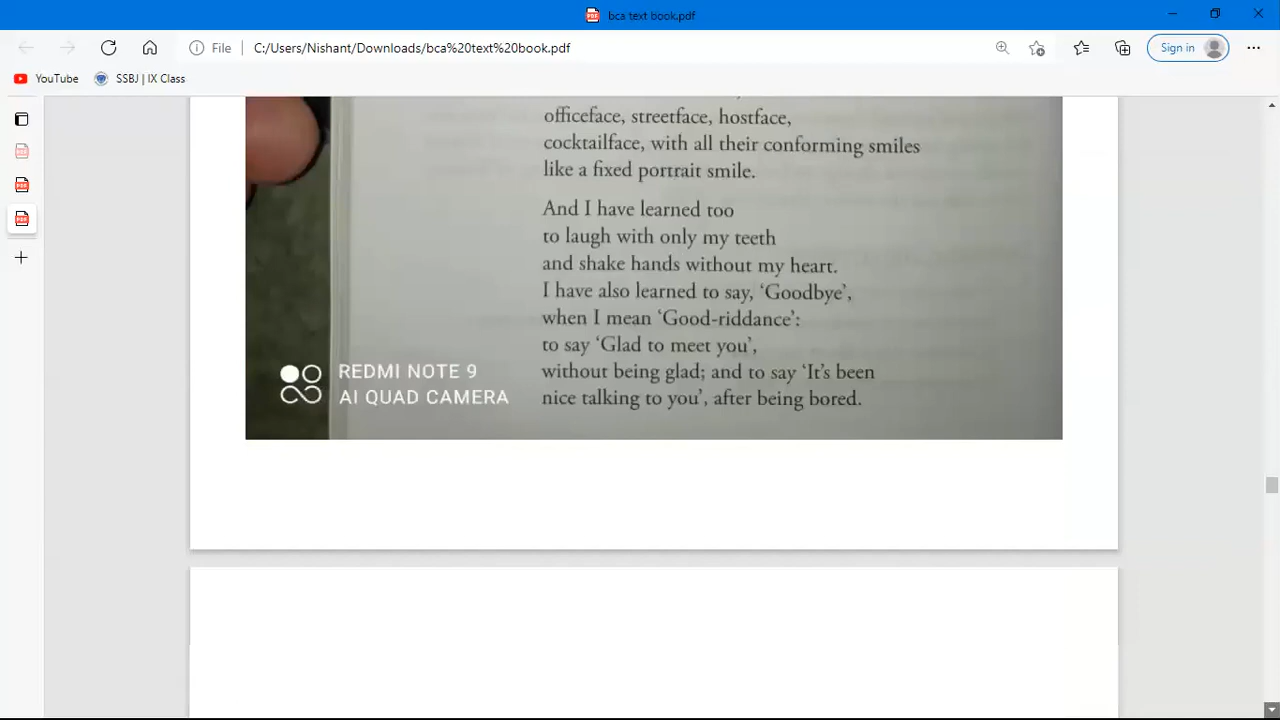 bca text book.pdf
File C:/Users/Nishant/Downloads/bca%20text%20book.pdf
Sign in
YouTube SSBJ | IX Class
officeface, streetface, hostface,
cocktailface, with all their conforming smiles
like a fixed portrait smile.
And I have learned too
to laugh with only my teeth
and shake hands without my heart.
I have also learned to say, ‘Goodbye’,
when I mean ‘Good-riddance’:
to say ‘Glad to meet you’,
without being glad; and to say ‘It’s been
nice talking to you’, after being bored.
REDMI NOTE 9
AI QUAD CAMERA